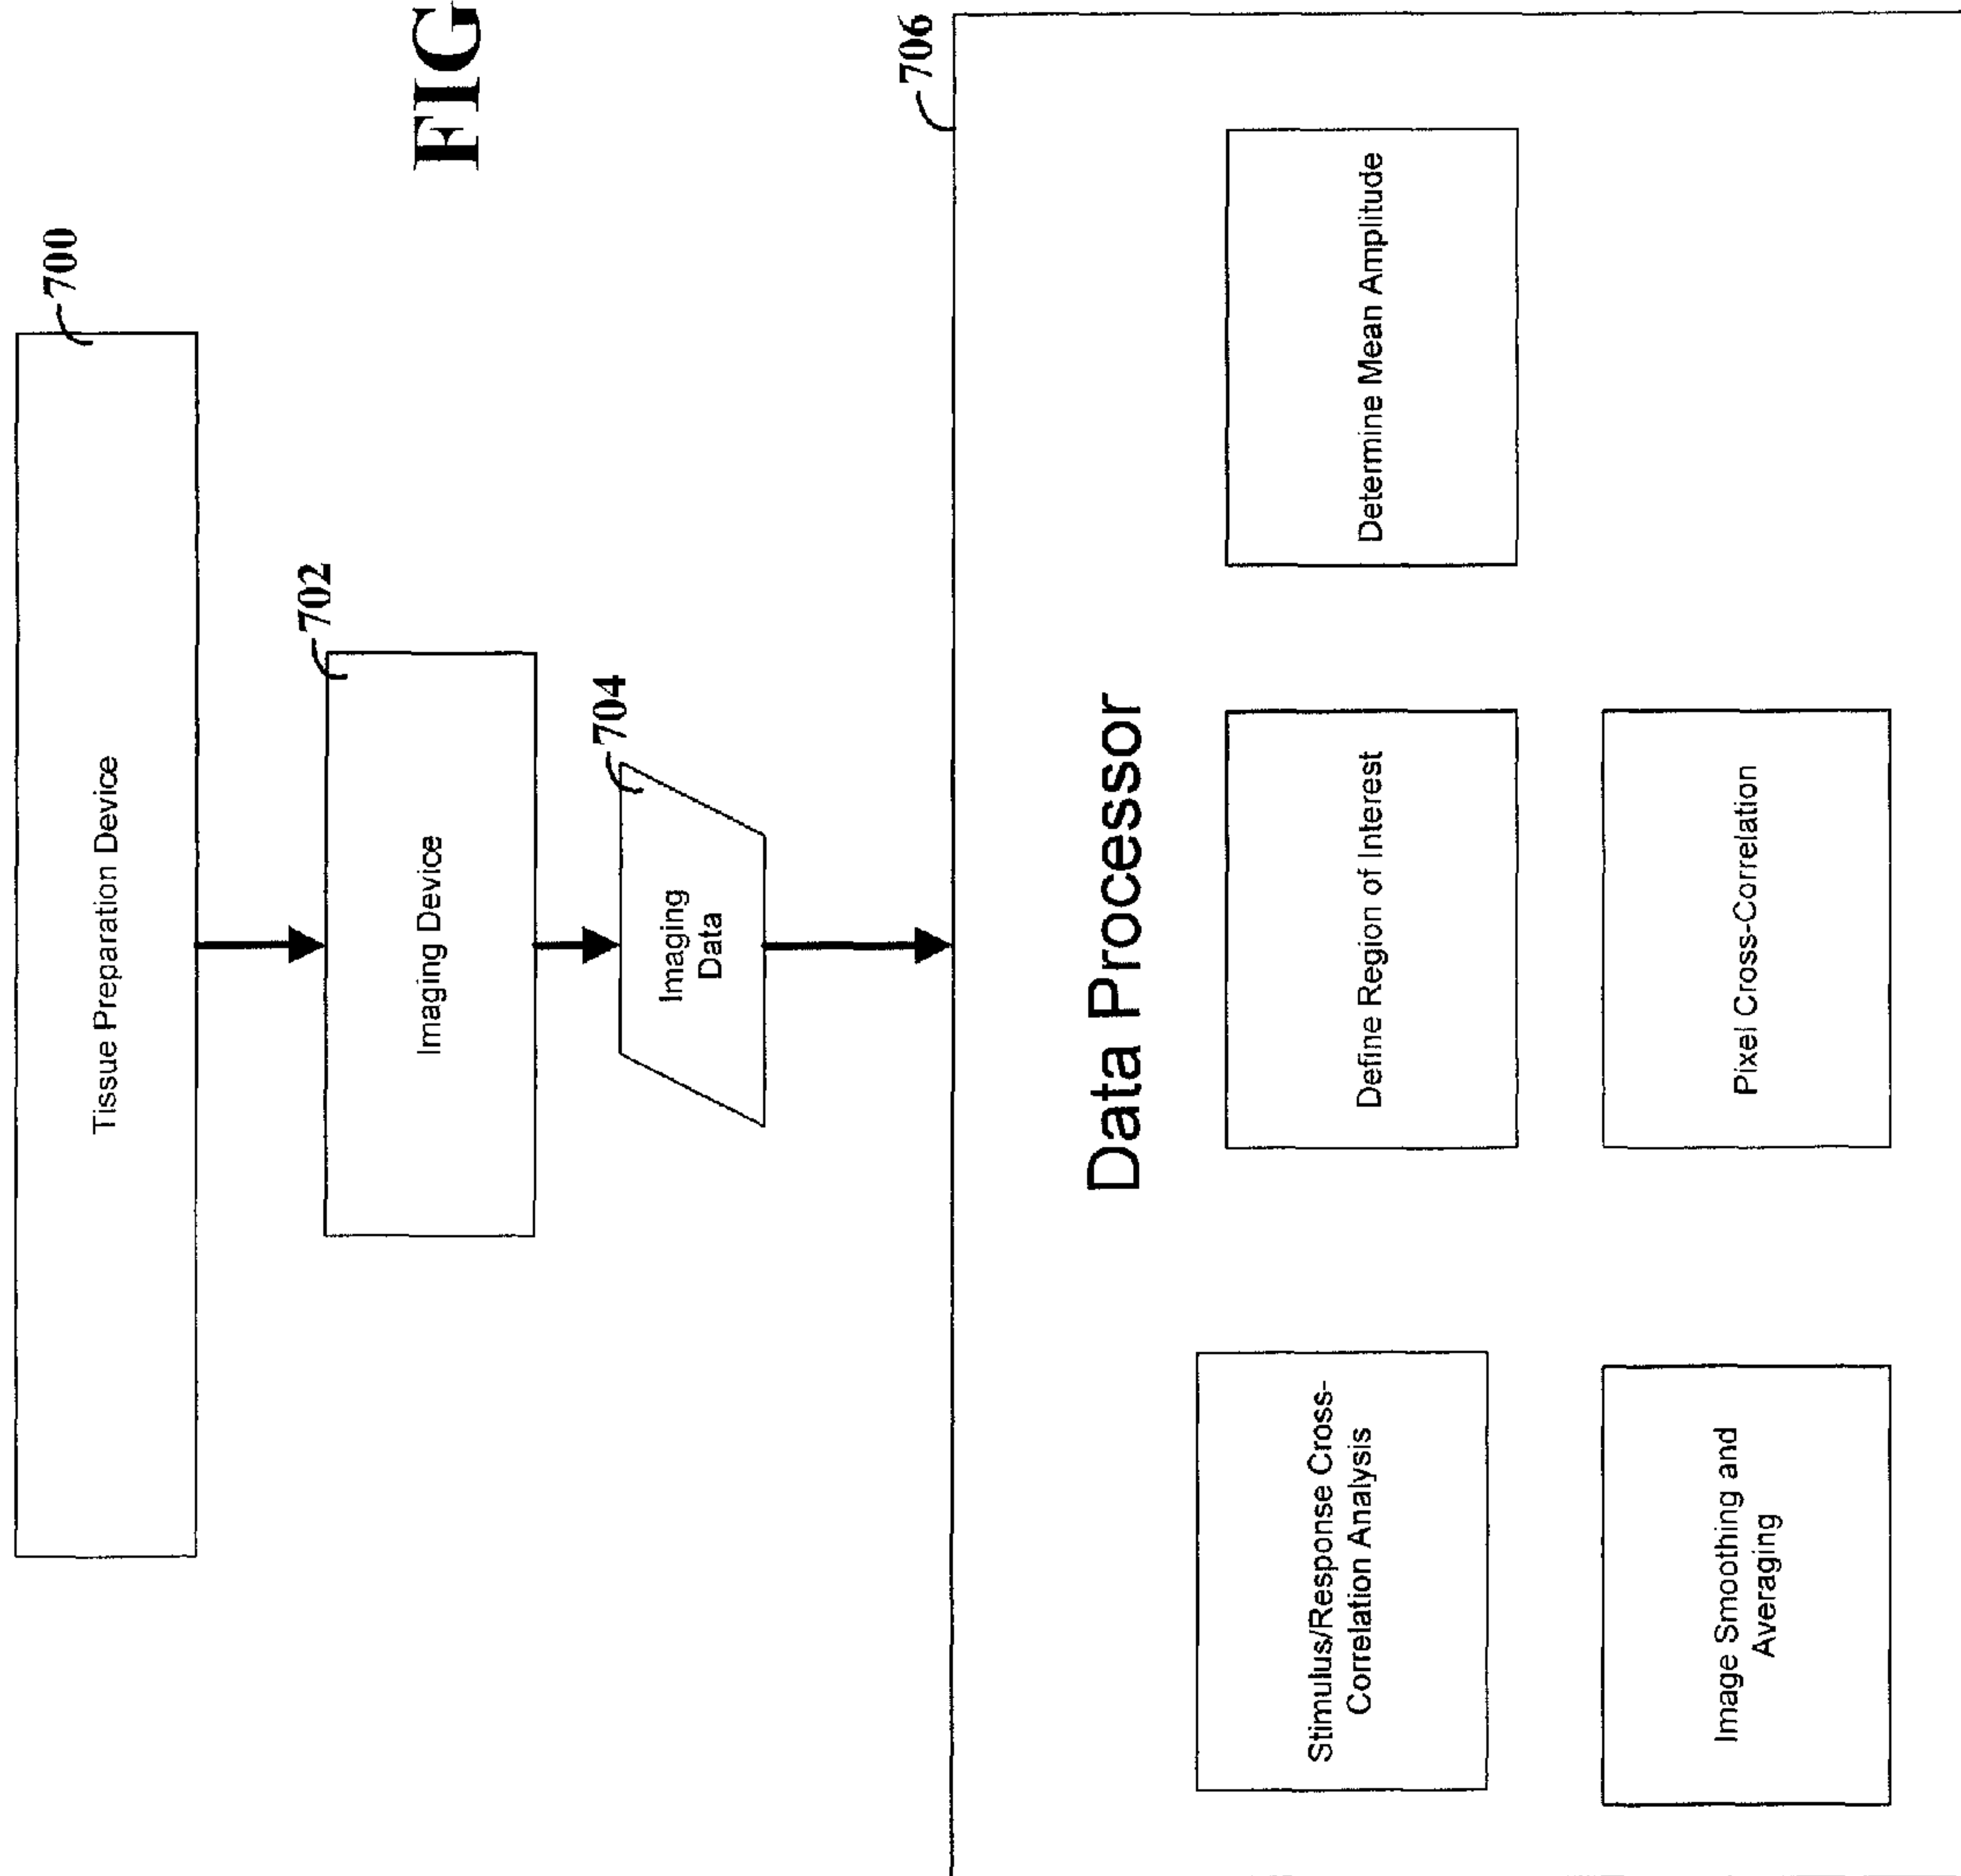 FIG
700
Tissue Preparation Device
702
Imaging Device
704
Imaging
Data
706
Data Processor
Stimulus/Response Cross-
Correlation Analysis
Define Region of Interest
Determine Mean Amplitude
Image Smoothing and
Averaging
Pixel Cross-Correlation